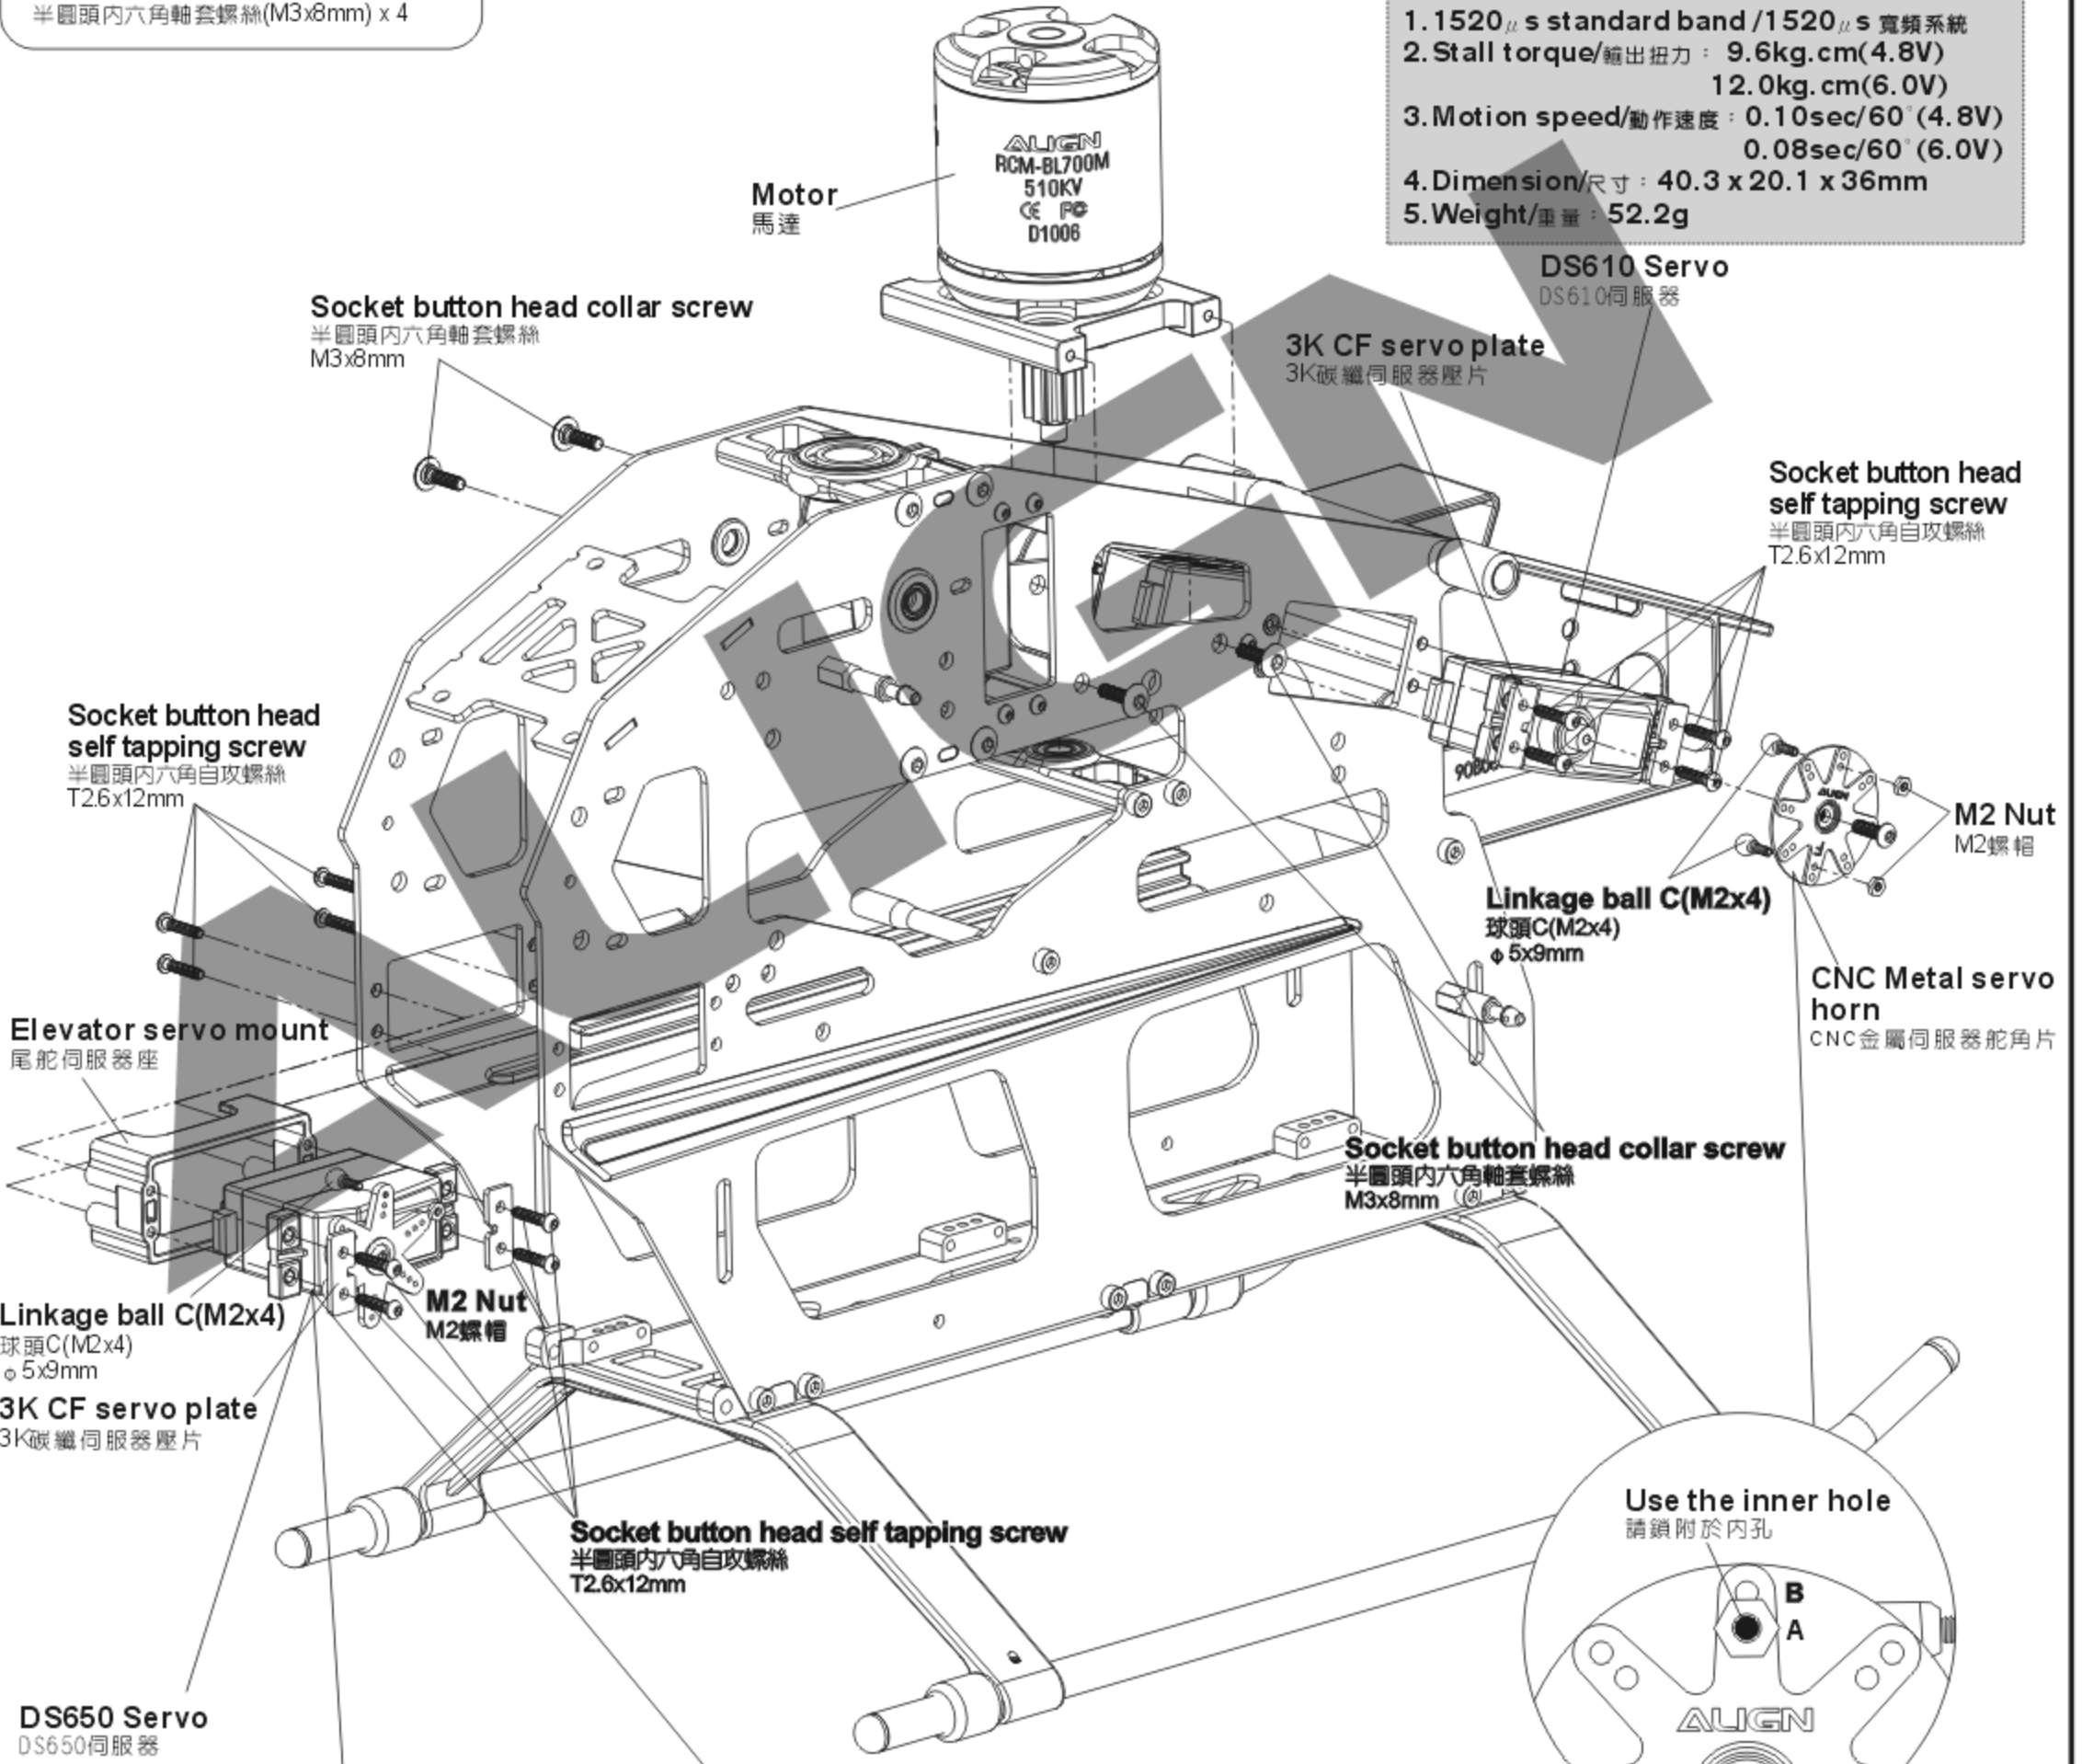 半圓頭內六角軸套螺絲(M3x8mm) x 4
1.1520μs standard band/1520μs 寬頻系統
2.Stall torque/輸出扭力：9.6kg.cm(4.8V)
12.0kg.cm(6.0V)
3.Motion speed/動作速度：0.10sec/60°(4.8V)
0.08sec/60°(6.0V)
4.Dimension/尺寸：40.3 x 20.1 x 36mm
5.Weight/重量：52.2g
ALIGN
RCM-BL700M
510KV
CE FC
D1006
Motor
馬達
DS610 Servo
DS610伺服器
Socket button head collar screw
半圓頭內六角軸套螺絲
M3x8mm
3K CF servo plate
3K碳纖伺服器壓片
Socket button head
self tapping screw
半圓頭內六角自攻螺絲
T2.6x12mm
Socket button head
self tapping screw
半圓頭內六角自攻螺絲
T2.6x12mm
ALIGN
M2 Nut
M2螺帽
Linkage ball C(M2x4)
球頭C(M2x4)
φ 5x9mm
CNC Metal servo
horn
CNC金屬伺服器舵角片
Elevator servo mount
尾舵伺服器座
Socket button head collar screw
半圓頭內六角軸套螺絲
M3x8mm
Linkage ball C(M2x4)
球頭C(M2x4)
φ 5x9mm
M2 Nut
M2螺帽
3K CF servo plate
3K碳纖伺服器壓片
Socket button head self tapping screw
半圓頭內六角自攻螺絲
T2.6x12mm
Use the inner hole
請鎖附於內孔
B
A
ALIGN
DS650 Servo
DS650伺服器
ALIGN